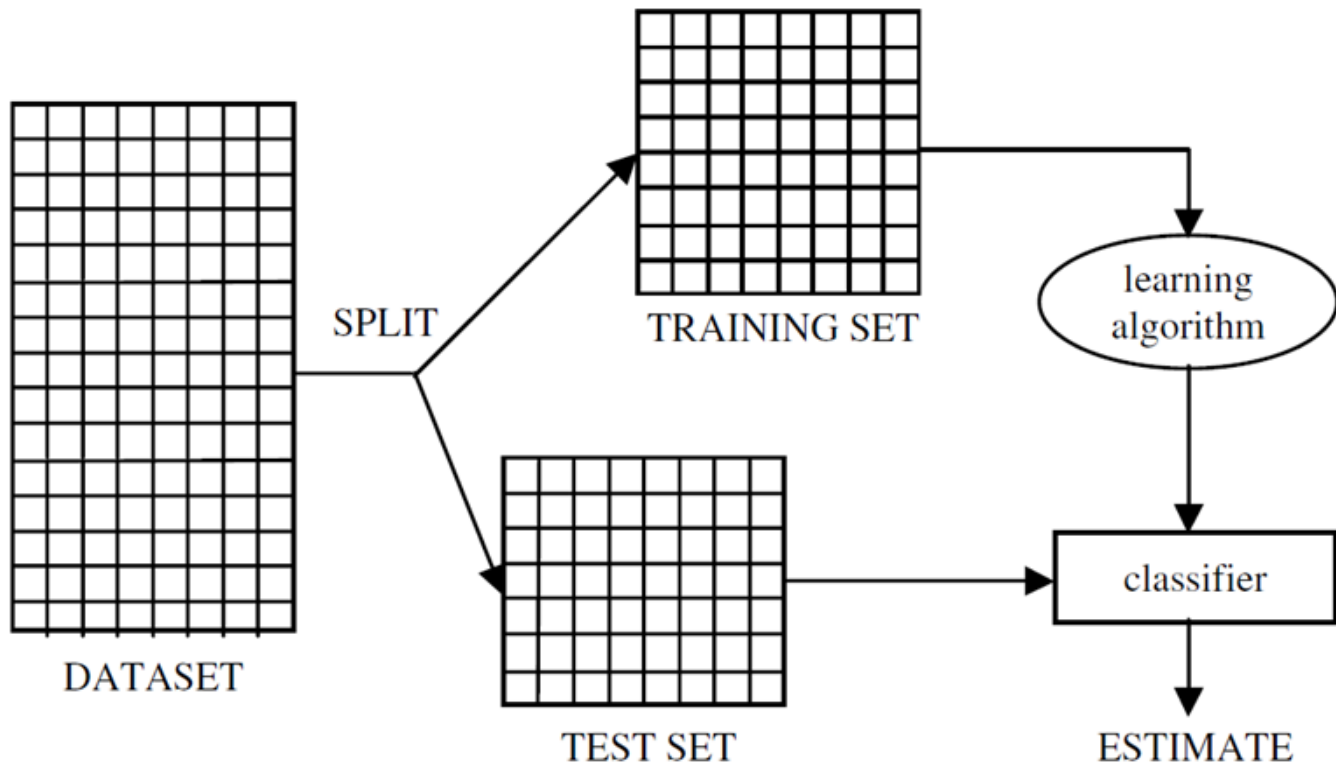 SPLIT
TRAINING SET
learning
algorithm
classifier
DATASET
TEST SET
ESTIMATE